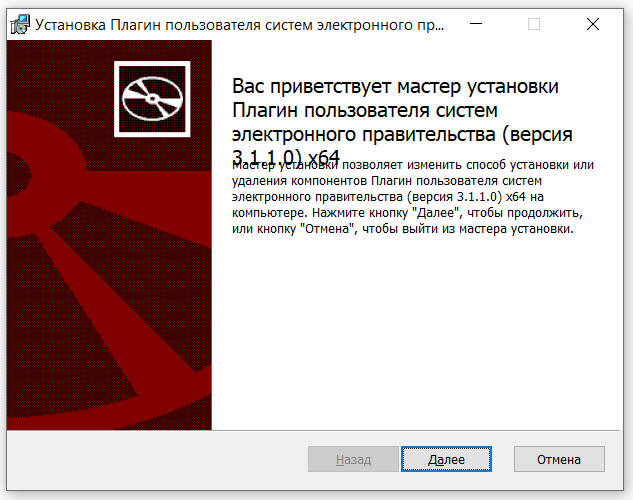 Установка Плагин пользователя систем электронного пр...
Вас приветствует мастер установки
Плагин пользователя систем
электронного правительства (версия
3.1.1.0) x64
Мастер установки позволяет изменить способ установки или
удаления компонентов Плагин пользователя систем
электронного правительства (версия 3.1.1.0) x64 на
компьютере. Нажмите кнопку "Далее", чтобы продолжить,
или кнопку "Отмена", чтобы выйти из мастера установки.
Назад
Далее
Отмена